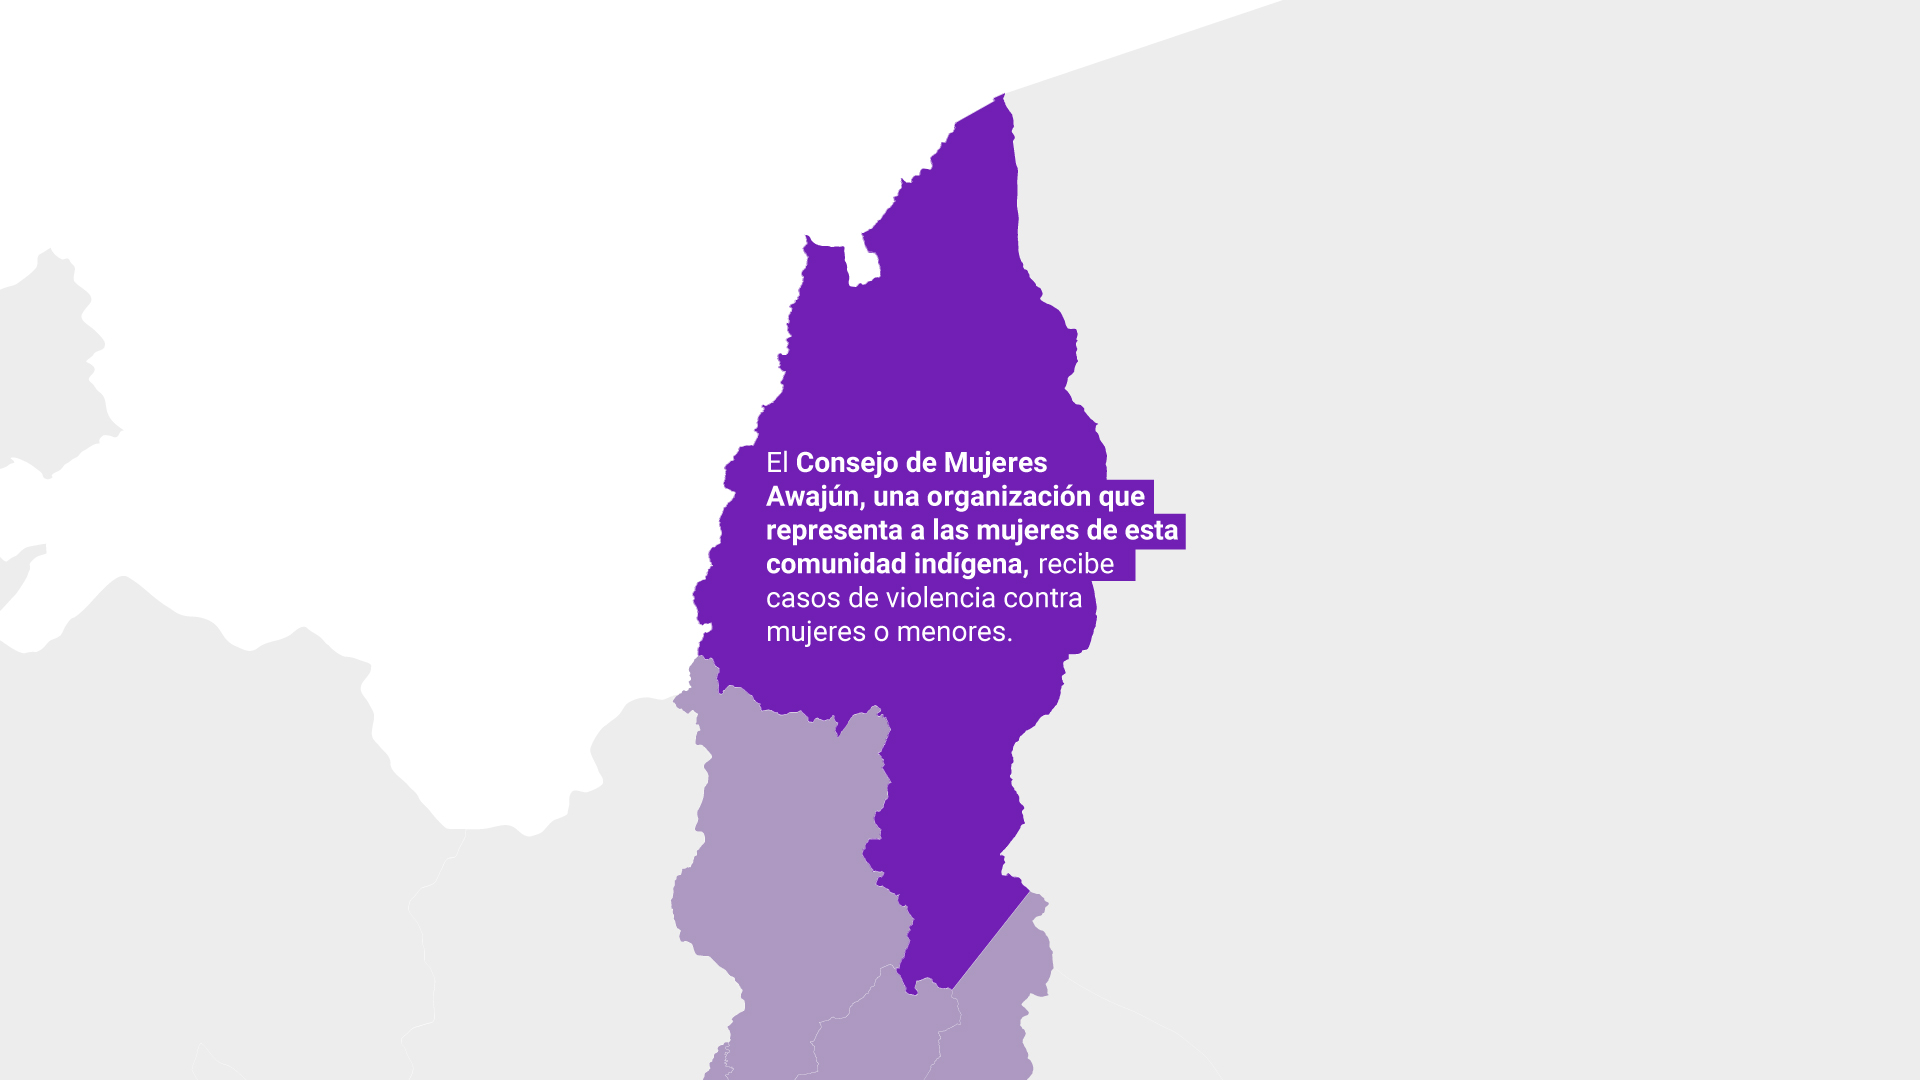 El Consejo de Mujeres
Awajún, una organización que
representa a las mujeres de esta
comunidad indígena, recibe
casos de violencia contra
mujeres o menores.